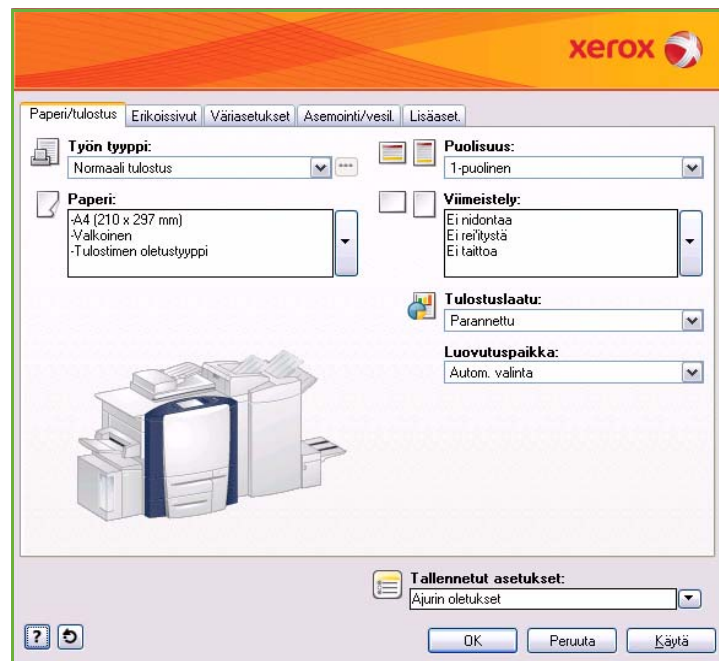 xerox
Paperi/tulostus Erikoissivut Väriasetukset Asemointi/vesil. Lisäaset.
Työn tyyppi:
Normaali tulostus
Paperi:
-A4 (210 x 297 mm)
-Valkoinen
-Tulostimen oletustyyppi
Puolisuus:
1-puolinen
Viimeistely:
Ei nidontaa
Ei rei'itystä
Ei taittoa
Tulostuslaatu:
Parannettu
Luovutuspaikka:
Autom. valinta
Tallennetut asetukset:
Ajurin oletukset
?
OK Peruuta Käytä